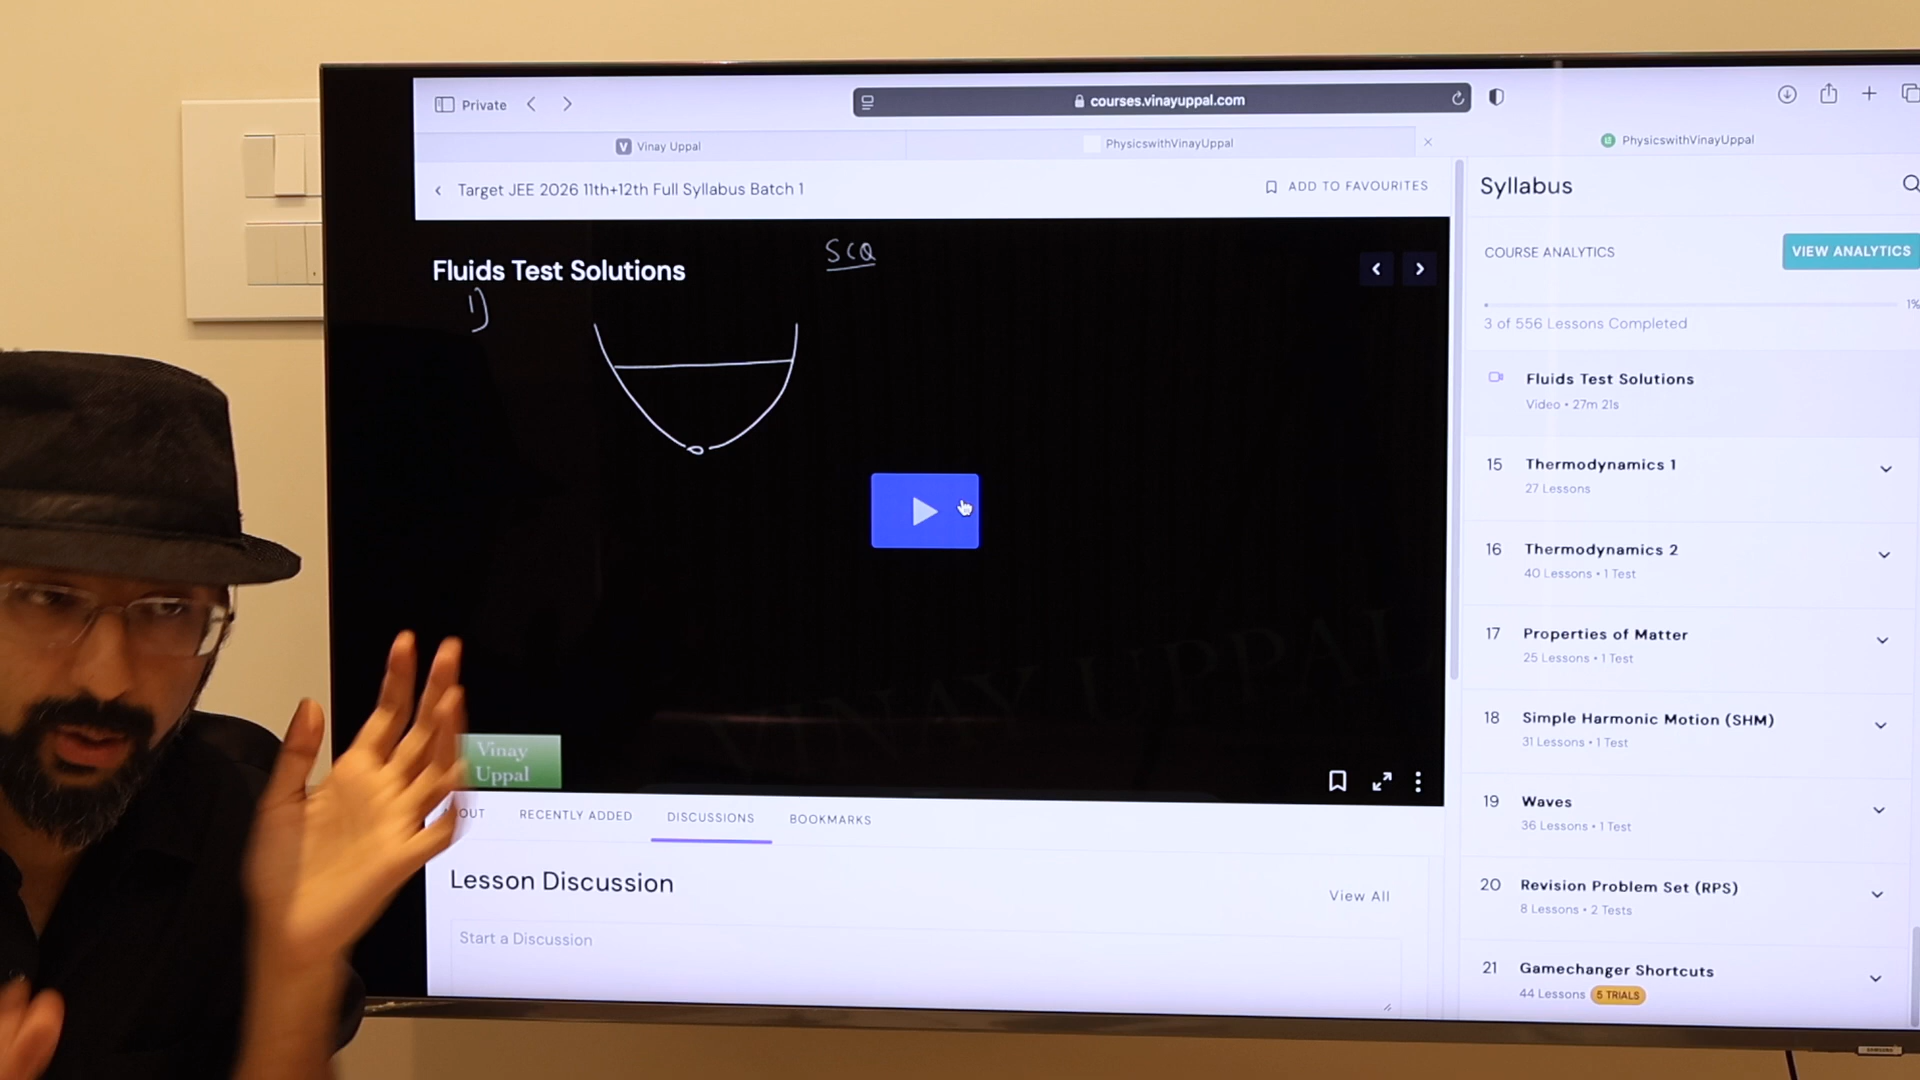 Private
courses.vinayuppal.com
Vinay Uppal
PhysicswithVinayUppal
PhysicswithVinayUppal
Target JEE 2026 11th+12th Full Syllabus Batch 1
ADD TO FAVOURITES
Fluids Test Solutions
SCQ
1)
VINAY UPPAL
Vinay
Uppal
OUT
RECENTLY ADDED
DISCUSSIONS
BOOKMARKS
Lesson Discussion
View All
Start a Discussion
Syllabus
COURSE ANALYTICS
VIEW ANALYTICS
1%
3 of 556 Lessons Completed
Fluids Test Solutions
Video • 27m 21s
15 Thermodynamics 1
27 Lessons
16 Thermodynamics 2
40 Lessons • 1 Test
17 Properties of Matter
25 Lessons • 1 Test
18 Simple Harmonic Motion (SHM)
31 Lessons • 1 Test
19 Waves
36 Lessons • 1 Test
20 Revision Problem Set (RPS)
8 Lessons • 2 Tests
21 Gamechanger Shortcuts
44 Lessons 5 TRIALS
SAMSUNG